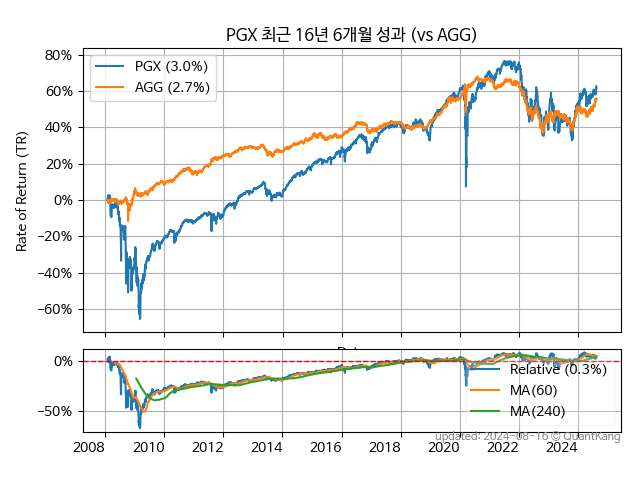 PGX 최근 16년 6개월 성과 (vs AGG)
Rate of Return (TR)
80%
60%
40%
20%
0%
−20%
−40%
−60%
PGX (3.0%)
AGG (2.7%)
0%
−50%
Relative (0.3%)
MA(60)
MA(240)
2008 2010 2012 2014 2016 2018 2020 2022 2024
updated: 2024-08-16 © QuantKang